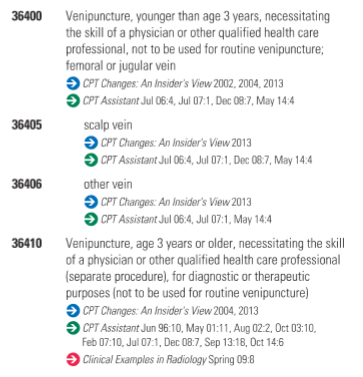 36400 Venipuncture, younger than age 3 years, necessitating
the skill of a physician or other qualified health care
professional, not to be used for routine venipuncture;
femoral or jugular vein
CPT Changes: An Insider's View 2002, 2004, 2013
CPT Assistant Jul 06:4, Jul 07:1, Dec 08:7, May 14:4
36405 scalp vein
CPT Changes: An Insider's View 2013
CPT Assistant Jul 06:4, Jul 07:1, Dec 08:7, May 14:4
36406 other vein
CPT Changes: An Insider's View 2013
CPT Assistant Jul 06:4, Jul 07:1, May 14:4
36410 Venipuncture, age 3 years or older, necessitating the skill
of a physician or other qualified health care professional
(separate procedure), for diagnostic or therapeutic
purposes (not to be used for routine venipuncture)
CPT Changes: An Insider's View 2004, 2013
CPT Assistant Jun 96:10, May 01:11, Aug 02:2, Oct 03:10,
Feb 07:10, Jul 07:1, Dec 08:7, Sep 13:18, Oct 14:6
Clinical Examples in Radiology Spring 09:8